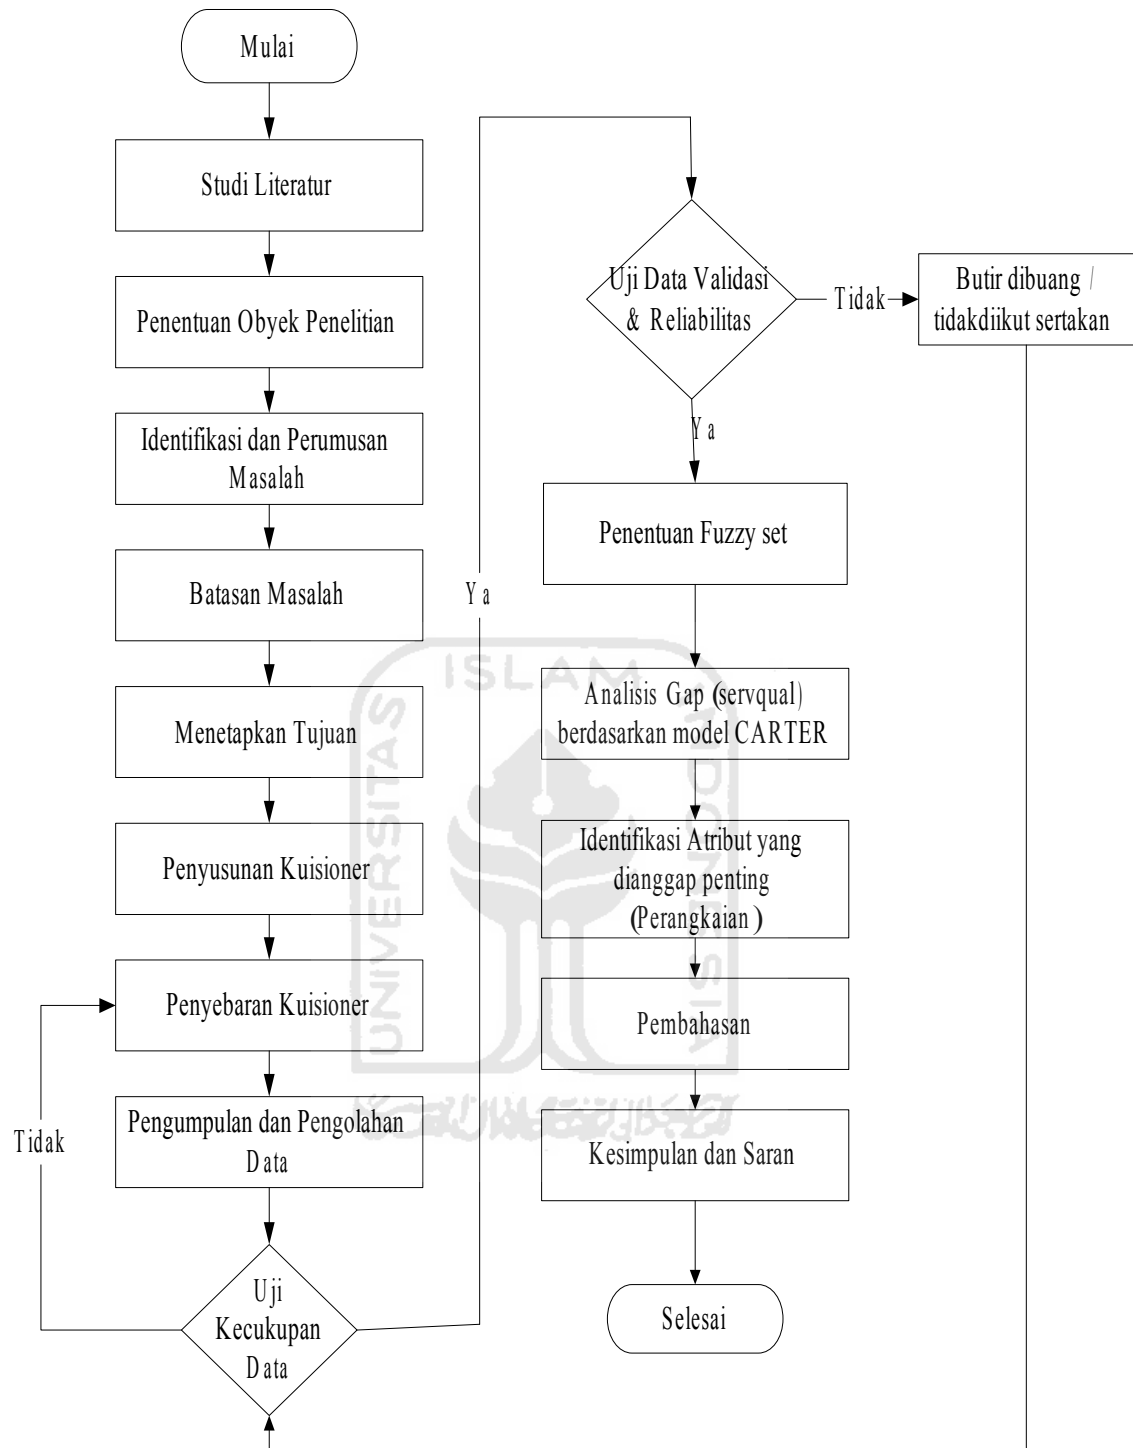 Mulai
Studi Literatur
Penentuan Obyek Penelitian
Identifikasi dan Perumusan
Masalah
Batasan Masalah
Menetapkan Tujuan
Penyusunan Kuisioner
Penyebaran Kuisioner
Pengumpulan dan Pengolahan
Data
Tidak
Uji
Kecukupan
Data
Ya
Uji Data Validasi
& Reliabilitas
Tidak
Butir dibuang /
tidakdiikut sertakan
Ya
Penentuan Fuzzy set
Analisis Gap (servqual)
berdasarkan model CARTER
Identifikasi Atribut yang
dianggap penting
(Perangkaian )
Pembahasan
Kesimpulan dan Saran
Selesai
UNIVERSITAS
ISLAM
INDONESIA